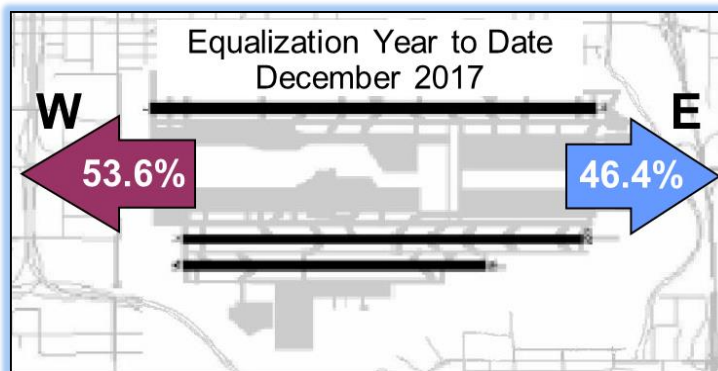 Equalization Year to Date
December 2017
W
E
53.6%
46.4%